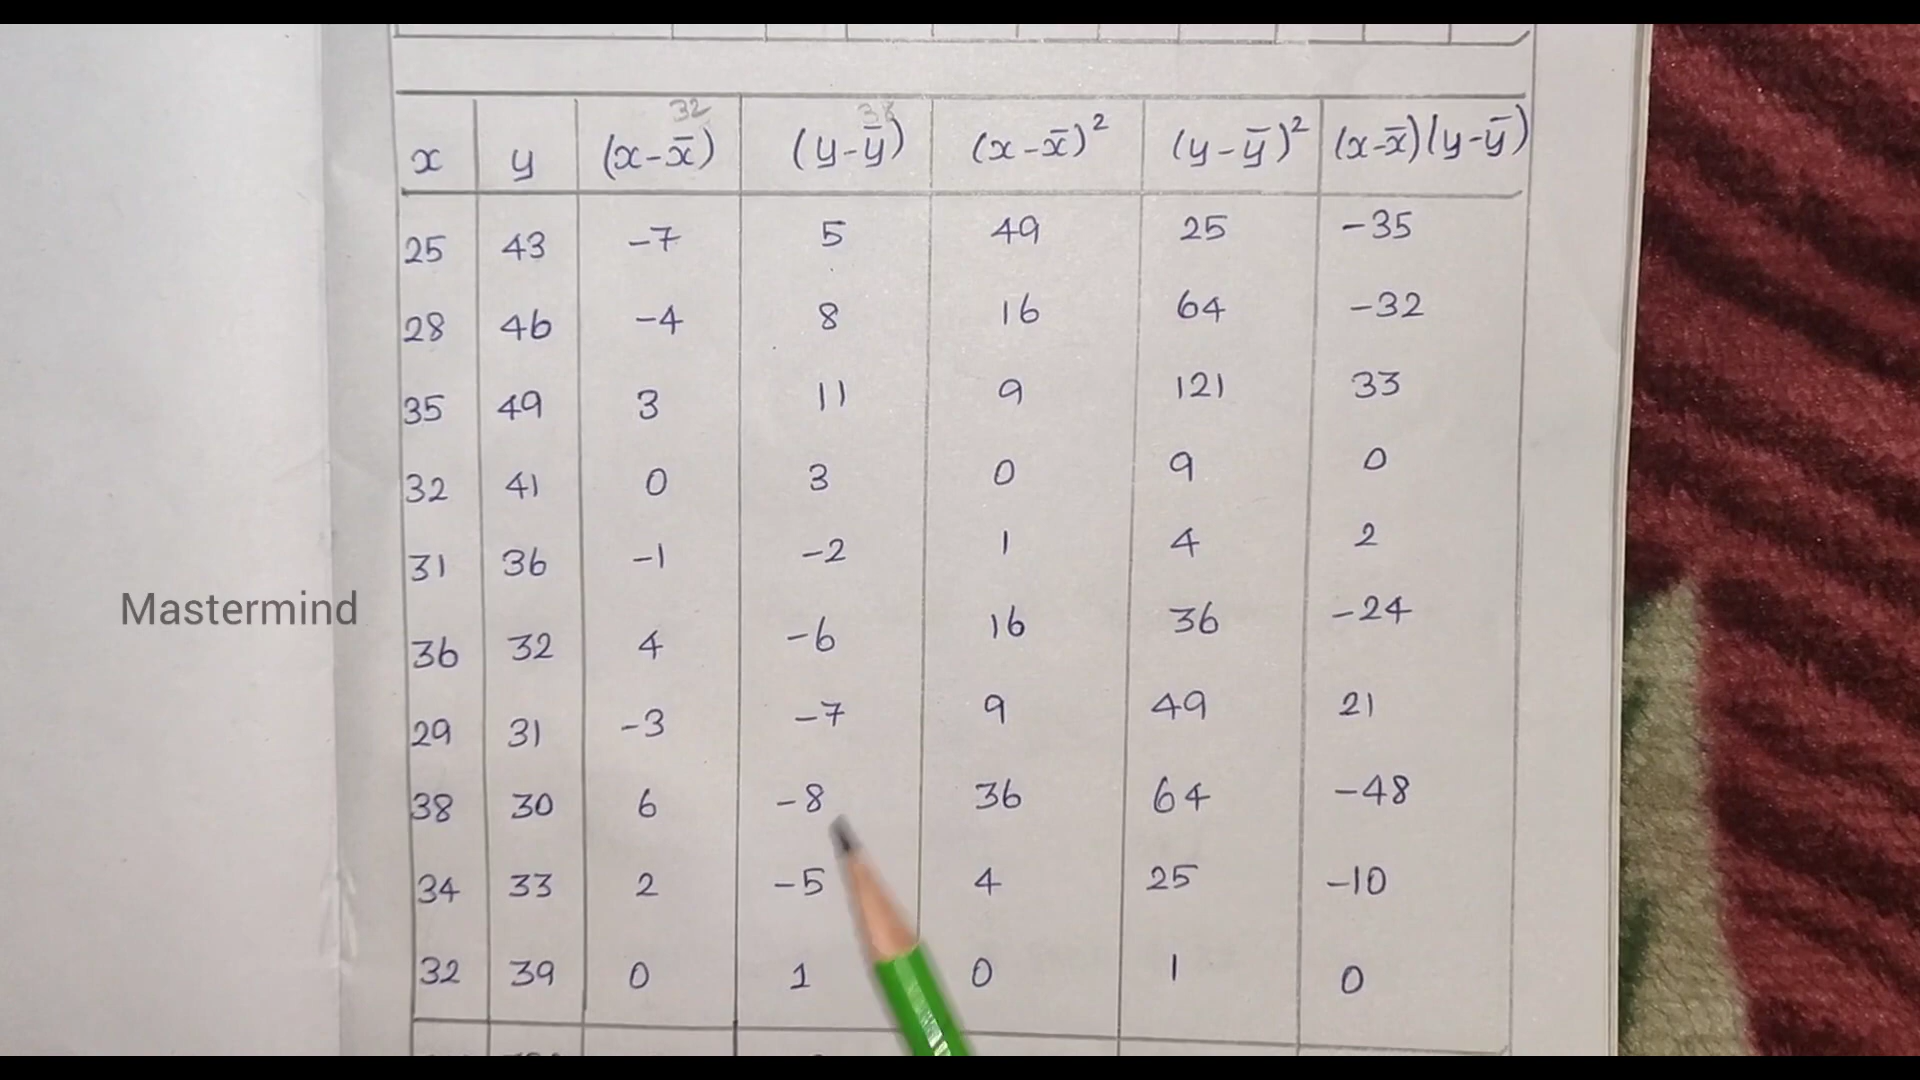 32 38
x y (x-x̄) (y-ȳ) (x-x̄)² (y-ȳ)² (x-x̄)(y-ȳ)
25 43 -7 5 49 25 -35
28 46 -4 8 16 64 -32
35 49 3 11 9 121 33
32 41 0 3 0 9 0
31 36 -1 -2 1 4 2
Mastermind
36 32 4 -6 16 36 -24
29 31 -3 -7 9 49 21
38 30 6 -8 36 64 -48
34 33 2 -5 4 25 -10
32 39 0 1 0 1 0